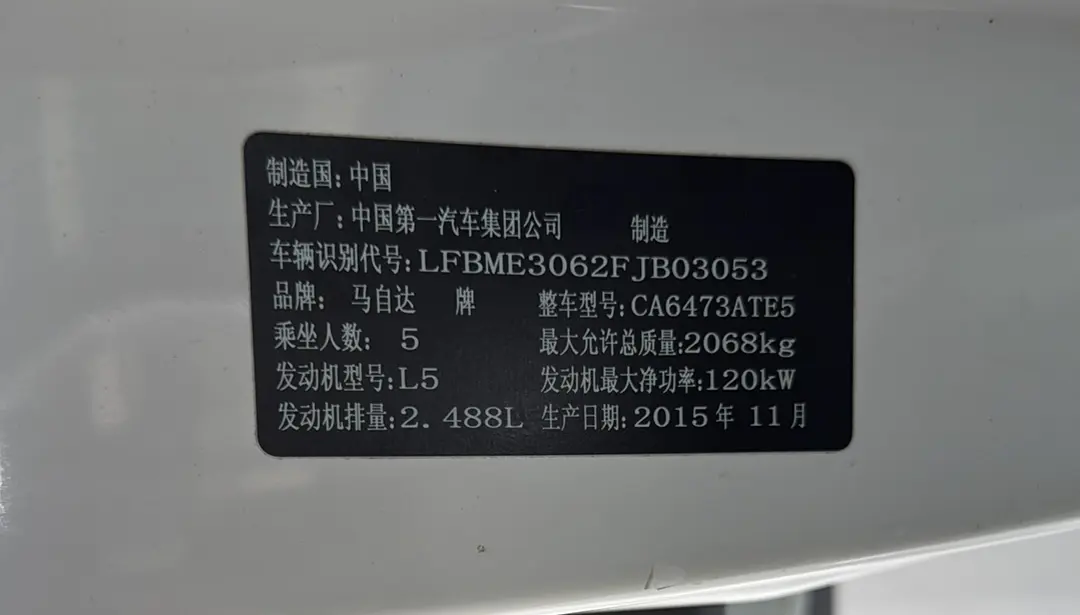 制造国:中国
生产厂:中国第一汽车集团公司 制造
车辆识别代号:LFBME3062FJB03053
品牌: 马自达 牌 整车型号:CA6473ATE5
乘坐人数: 5 最大允许总质量:2068kg
发动机型号:L5 发动机最大净功率:120kW
发动机排量:2.488L 生产日期:2015年 11月